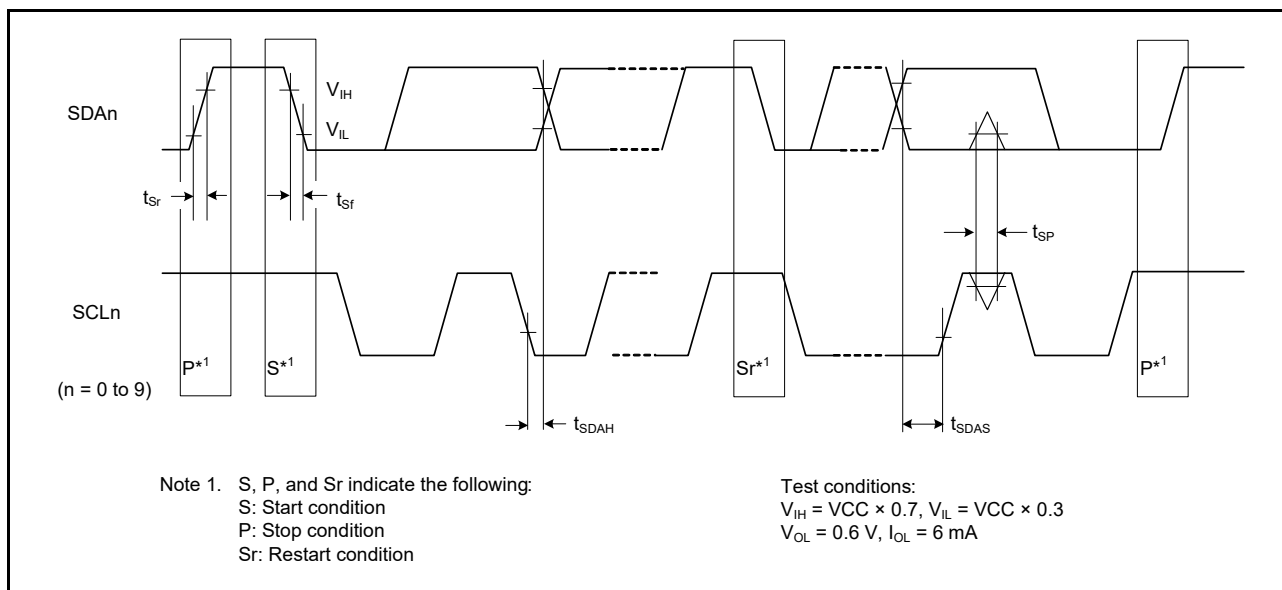 SDAn
V_IH
V_IL
t_Sr
t_Sf
t_SP
SCLn
P*¹
S*¹
Sr*¹
P*¹
(n = 0 to 9)
t_SDAH
t_SDAS
Note 1. S, P, and Sr indicate the following:
S: Start condition
P: Stop condition
Sr: Restart condition
Test conditions:
V_IH = VCC × 0.7, V_IL = VCC × 0.3
V_OL = 0.6 V, I_OL = 6 mA